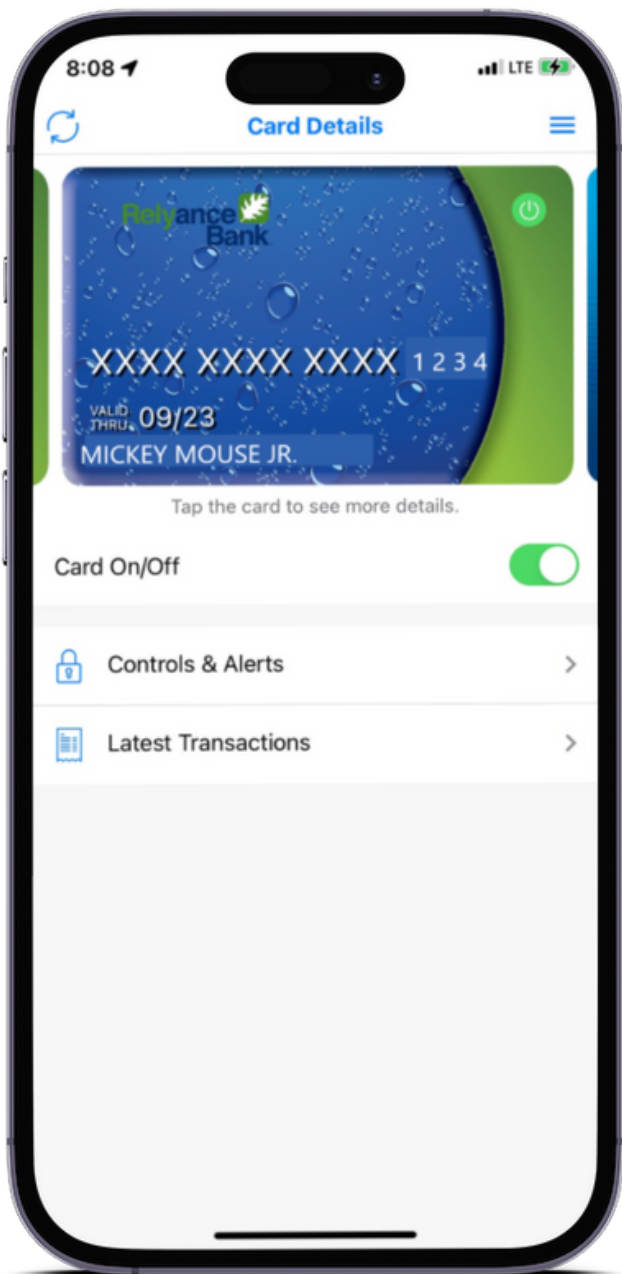 8:08
LTE
Card Details
Relyance
Bank
XXXX XXXX XXXX 1234
VALID
THRU 09/23
MICKEY MOUSE JR.
Tap the card to see more details.
Card On/Off
Controls & Alerts
Latest Transactions